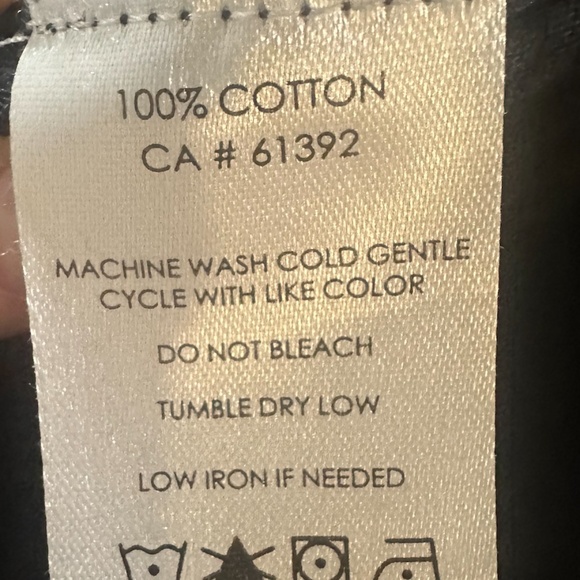 100% COTTON
CA # 61392
MACHINE WASH COLD GENTLE
CYCLE WITH LIKE COLOR
DO NOT BLEACH
TUMBLE DRY LOW
LOW IRON IF NEEDED